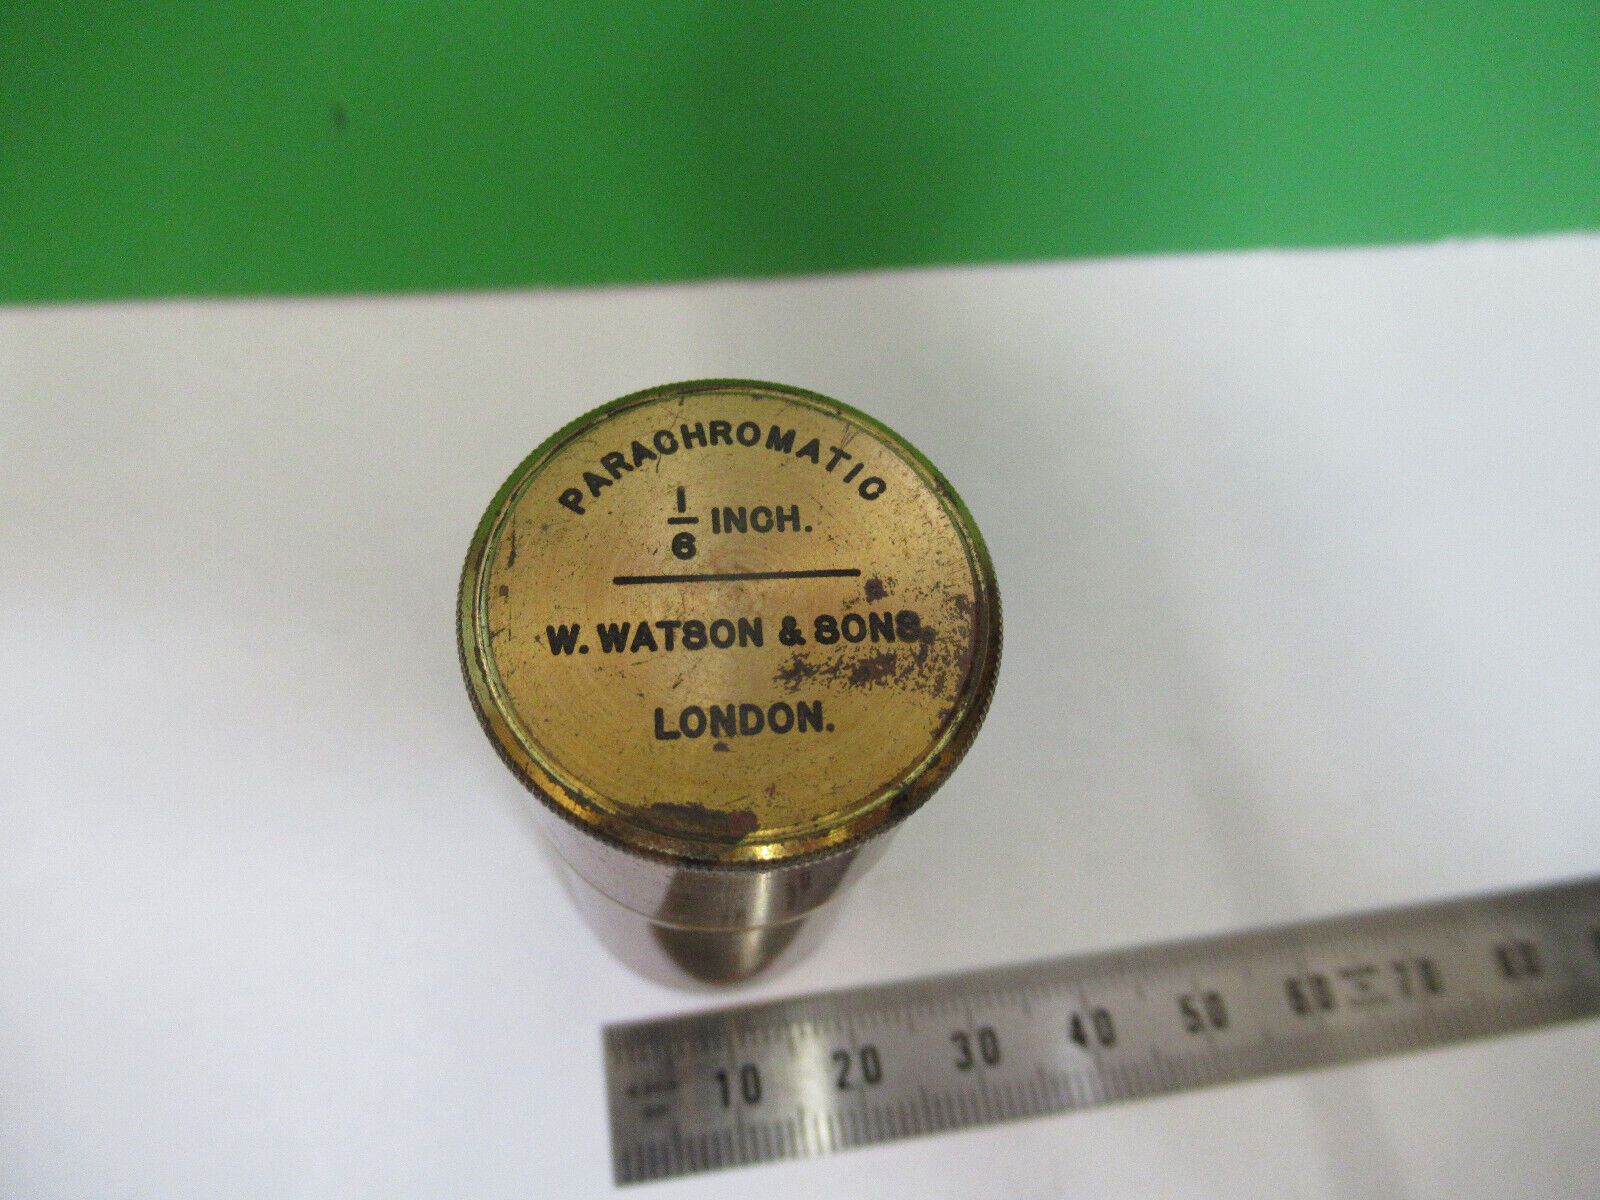 PARACHROMATIC
1/6 INCH.
W. WATSON & SONS.
LONDON.
10 20 30 40 50 60 70 80